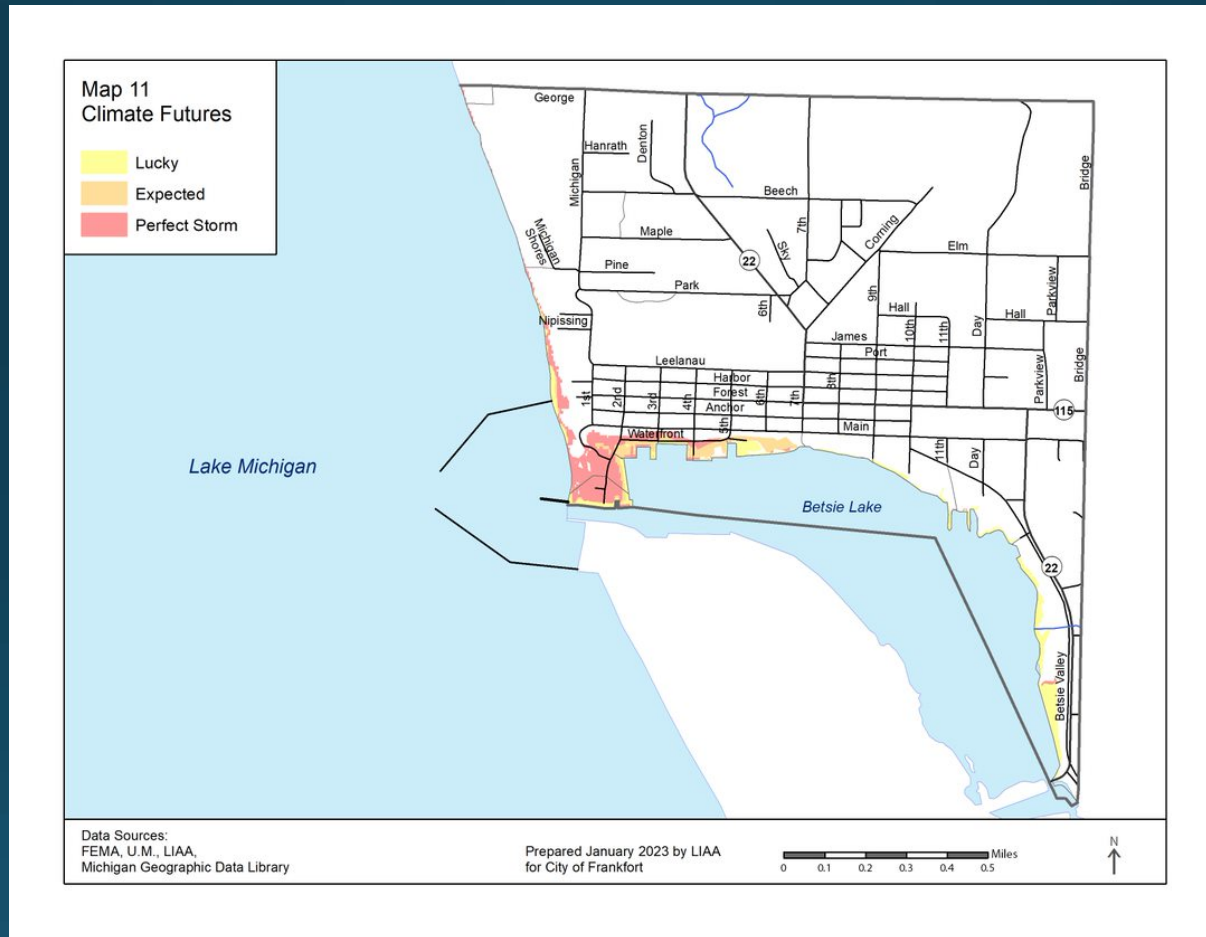 Map 11
Climate Futures
Lucky
Expected
Perfect Storm
George
Hanrath
Denton
Michigan
Beech
Bridge
Michigan
Shores
Maple
7th
Sky
Corning
Elm
22
Pine
Park
6th
9th
Parkview
Nipissing
Hall
10th
11th
Day
Hall
James
Port
Leelanau
8th
Parkview
Bridge
Harbor
Forest
Anchor
1st
2nd
3rd
4th
5th
6th
7th
115
Main
Waterfront
11th
Day
Lake Michigan
Betsie Lake
22
Betsie Valley
Data Sources:
FEMA, U.M., LIAA,
Michigan Geographic Data Library
Prepared January 2023 by LIAA
for City of Frankfort
Miles
0 0.1 0.2 0.3 0.4 0.5
N